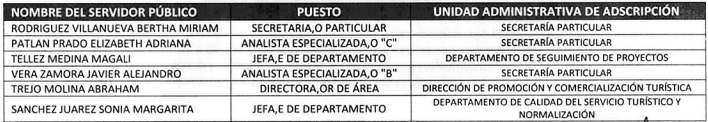 NOMBRE DEL SERVIDOR PÚBLICO PUESTO UNIDAD ADMINISTRATIVA DE ADSCRIPCIÓN
RODRIGUEZ VILLANUEVA BERTHA MIRIAM SECRETARIA,O PARTICULAR SECRETARÍA PARTICULAR
PATLAN PRADO ELIZABETH ADRIANA ANALISTA ESPECIALIZADA,O "C" SECRETARÍA PARTICULAR
TELLEZ MEDINA MAGALI JEFA,E DE DEPARTAMENTO DEPARTAMENTO DE SEGUIMIENTO DE PROYECTOS
VERA ZAMORA JAVIER ALEJANDRO ANALISTA ESPECIALIZADA,O "B" SECRETARÍA PARTICULAR
TREJO MOLINA ABRAHAM DIRECTORA,OR DE ÁREA DIRECCIÓN DE PROMOCIÓN Y COMERCIALIZACIÓN TURÍSTICA
SANCHEZ JUAREZ SONIA MARGARITA JEFA,E DE DEPARTAMENTO DEPARTAMENTO DE CALIDAD DEL SERVICIO TURÍSTICO Y
NORMALIZACIÓN